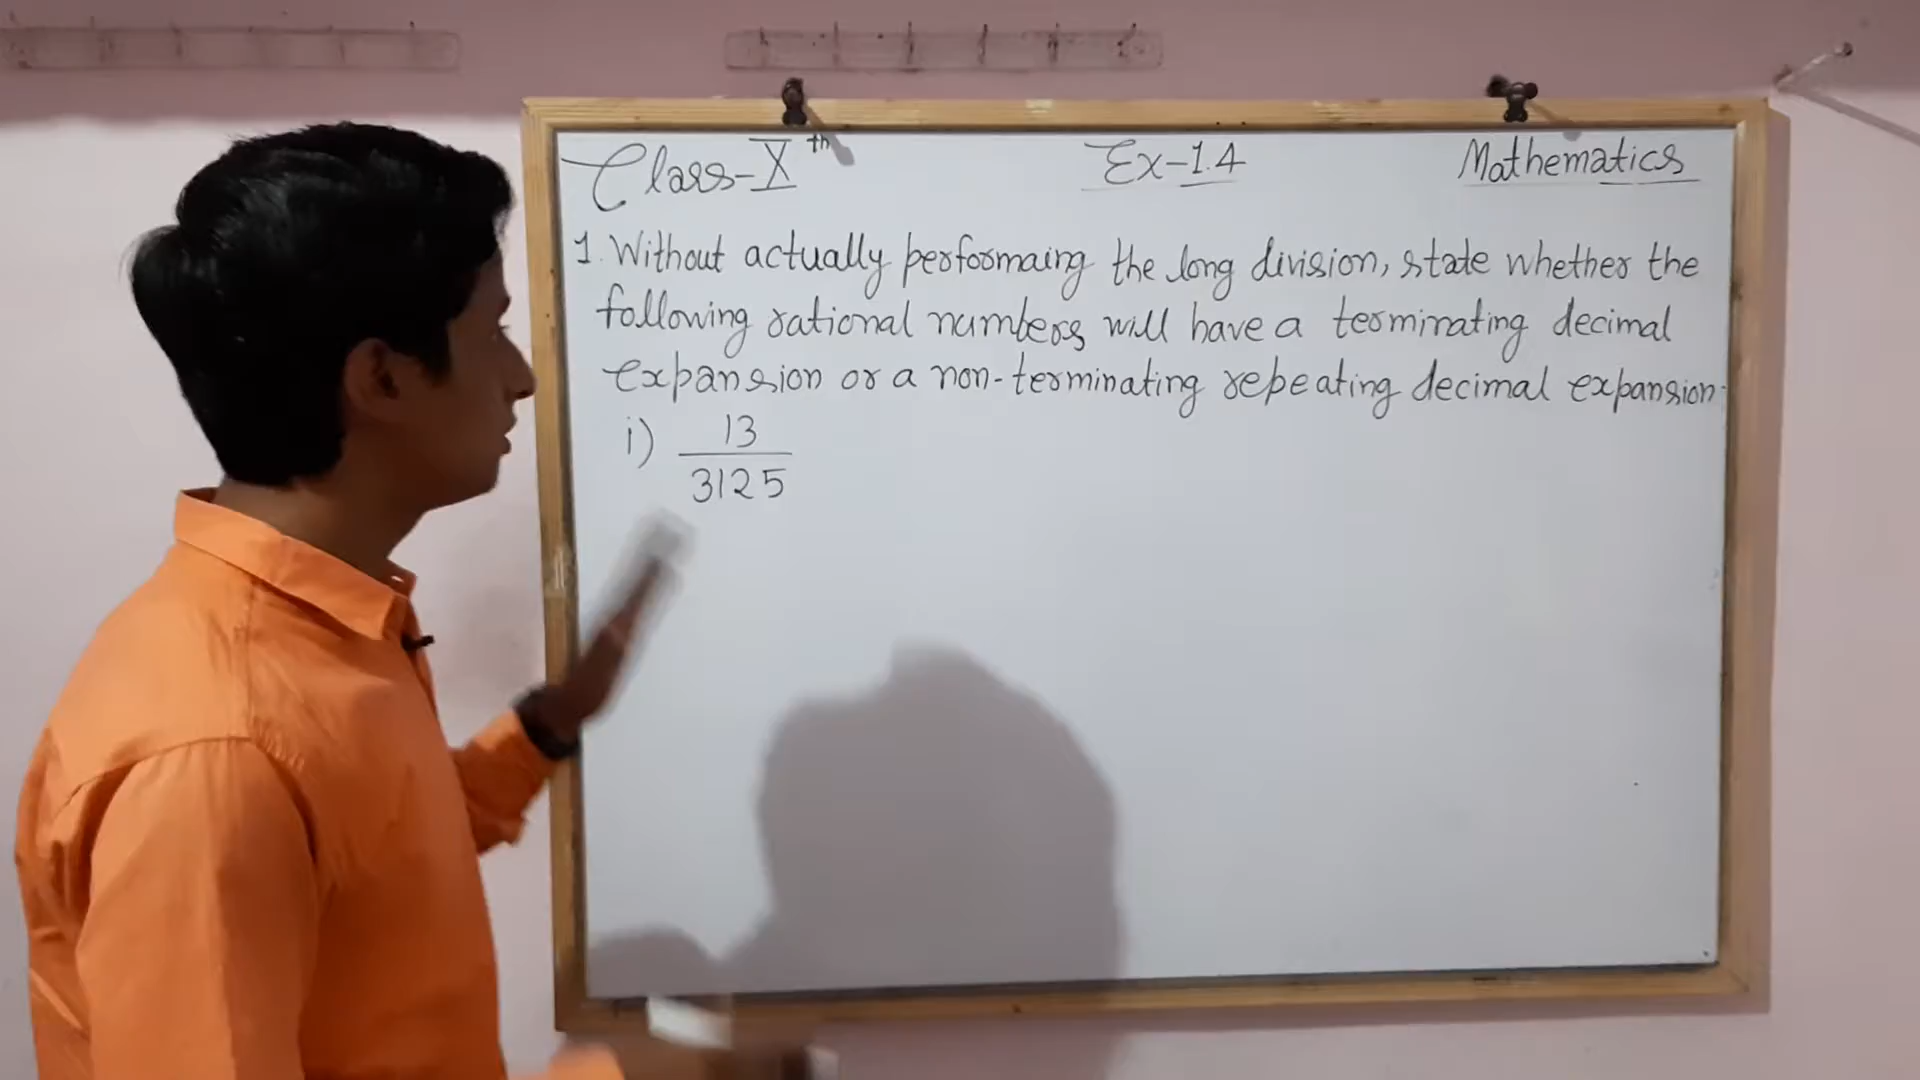 Class-X th Ex-1.4 Mathematics
1. Without actually performaing the long division, state whether the
following rational numbers will have a terminating decimal
expansion or a non-terminating repeating decimal expansion.
i) 13
3125